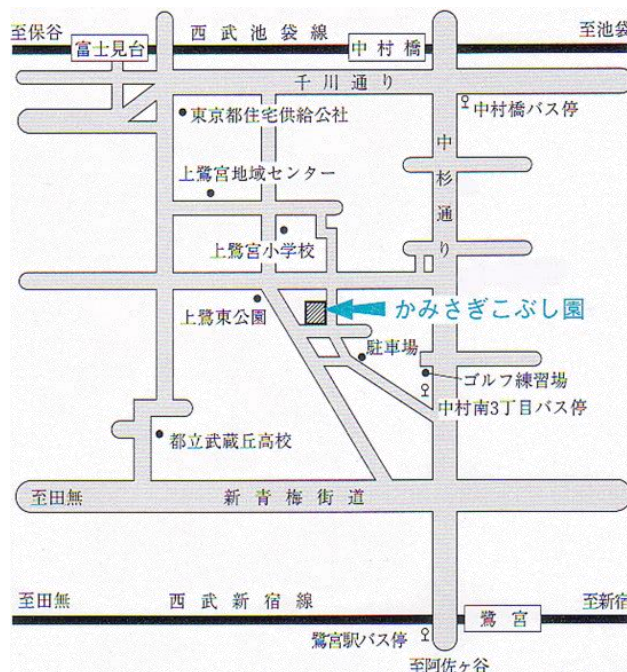 至保谷
西武池袋線
至池袋
富士見台
中村橋
千川通り
東京都住宅供給公社
中村橋バス停
中杉通り
上鷺宮地域センター
上鷺宮小学校
かみさぎこぶし園
上鷺東公園
駐車場
ゴルフ練習場
中村南3丁目バス停
都立武蔵丘高校
至田無
新青梅街道
至田無
西武新宿線
至新宿
鷺宮
鷺宮駅バス停
至阿佐ヶ谷